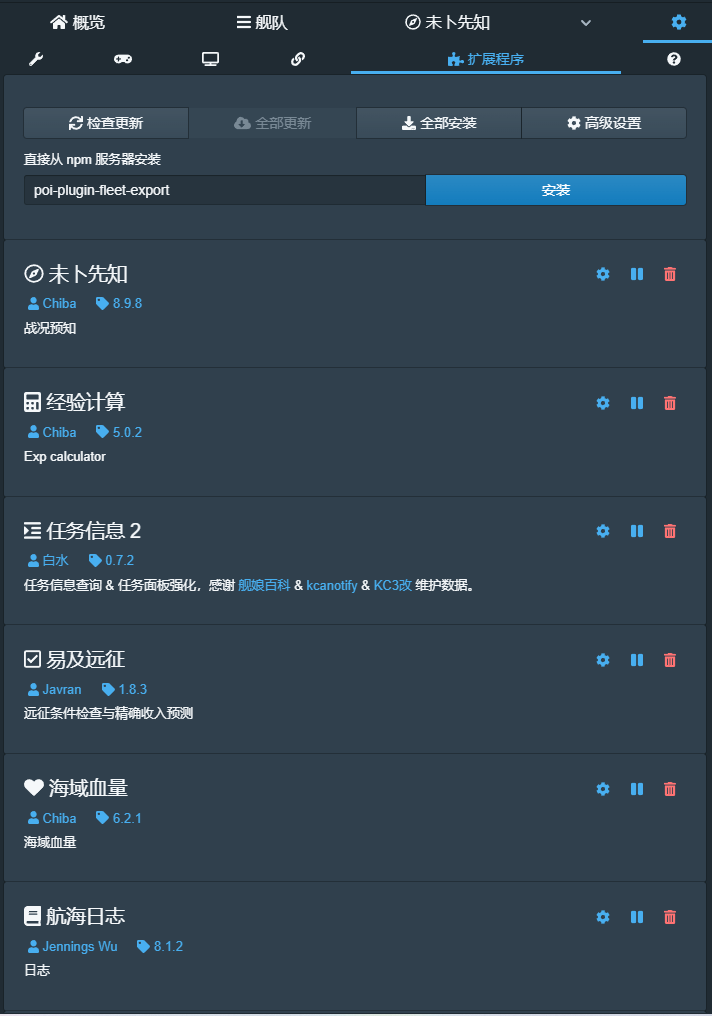 概览 舰队 未卜先知
扩展程序
检查更新 全部更新 全部安装 高级设置
直接从 npm 服务器安装
poi-plugin-fleet-export 安装
未卜先知
Chiba 8.9.8
战况预知
经验计算
Chiba 5.0.2
Exp calculator
任务信息 2
白水 0.7.2
任务信息查询 & 任务面板强化，感谢 舰娘百科 & kcanotify & KC3改 维护数据。
易及远征
Javran 1.8.3
远征条件检查与精确收入预测
海域血量
Chiba 6.2.1
海域血量
航海日志
Jennings Wu 8.1.2
日志